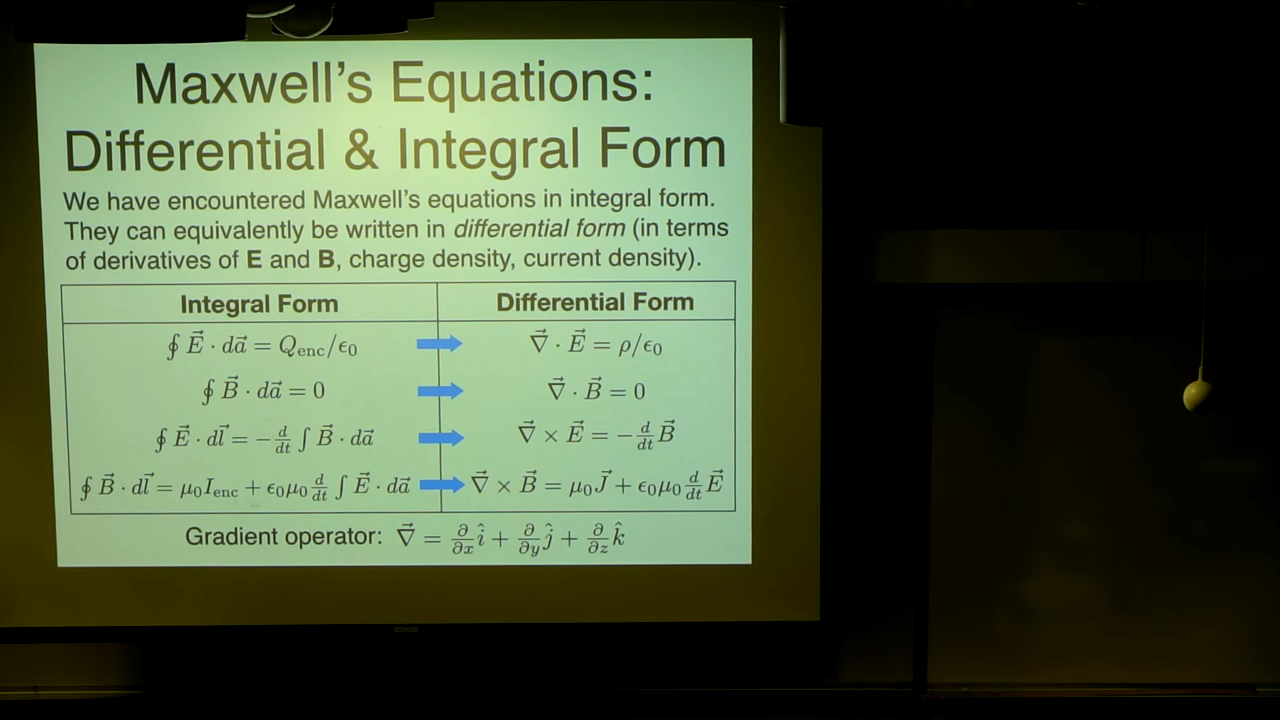 Maxwell's Equations:
Differential & Integral Form
We have encountered Maxwell's equations in integral form.
They can equivalently be written in differential form (in terms
of derivatives of E and B, charge density, current density).
Integral Form Differential Form
∮ E⃗ · da⃗ = Q_enc/ϵ₀ ∇⃗ · E⃗ = ρ/ϵ₀
∮ B⃗ · da⃗ = 0 ∇⃗ · B⃗ = 0
∮ E⃗ · dl⃗ = −d/dt ∫ B⃗ · da⃗ ∇⃗ × E⃗ = −d/dt B⃗
∮ B⃗ · dl⃗ = μ₀I_enc + ϵ₀μ₀ d/dt ∫ E⃗ · da⃗ ∇⃗ × B⃗ = μ₀J⃗ + ϵ₀μ₀ d/dt E⃗
Gradient operator: ∇⃗ = ∂/∂x î + ∂/∂y ĵ + ∂/∂z k̂